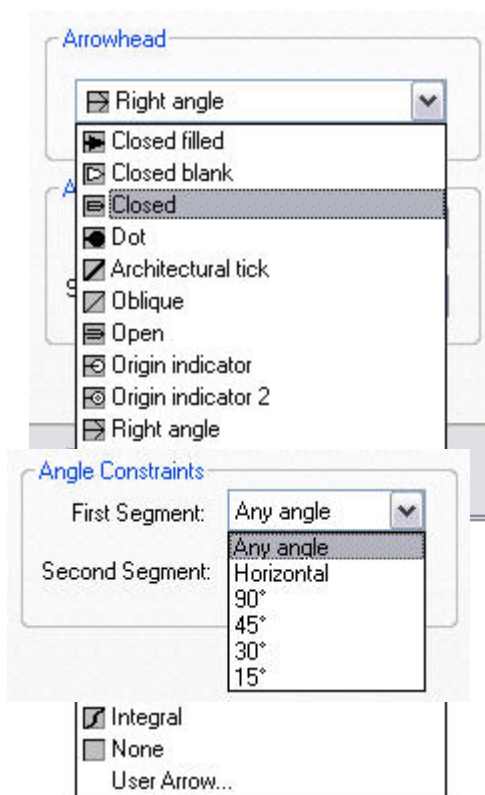 Arrowhead
Right angle
Closed filled
Closed blank
Closed
Dot
Architectural tick
Oblique
Open
Origin indicator
Origin indicator 2
Right angle
Angle Constraints
First Segment: Any angle
Any angle
Second Segment: Horizontal
90°
45°
30°
15°
Integral
None
User Arrow...